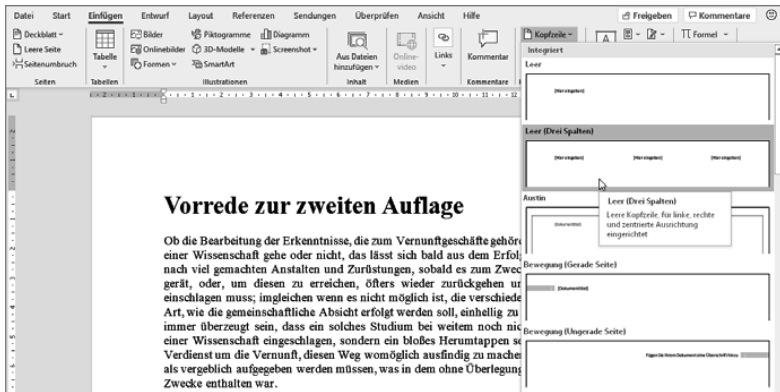 Datei Start Einfügen Entwurf Layout Referenzen Sendungen Überprüfen Ansicht Hilfe Freigeben Kommentare
Deckblatt
Leere Seite
Seitenumbruch
Seiten
Tabelle
Tabellen
Bilder
Onlinebilder
Formen
Piktogramme
3D-Modelle
SmartArt
Diagramm
Screenshot
Illustrationen
Aus Dateien
hinzufügen
Inhalt
Online-
video
Medien
Links
Kommentar
Kommentare
Kopfzeile
Formel
Integriert
Leer
[Hier eingeben]
Leer (Drei Spalten)
[Hier eingeben] [Hier eingeben] [Hier eingeben]
Austin
[Dokumenttitel]
Leer (Drei Spalten)
Leere Kopfzeile, für linke, rechte
und zentrierte Ausrichtung
eingerichtet
Bewegung (Gerade Seite)
[Dokumenttitel]
Bewegung (Ungerade Seite)
Vorrede zur zweiten Auflage
Ob die Bearbeitung der Erkenntnisse, die zum Vernunftgeschäfte gehör
einer Wissenschaft gehe oder nicht, das lässt sich bald aus dem Erfol
nach viel gemachten Anstalten und Zurüstungen, sobald es zum Zwec
gerät, oder, um diesen zu erreichen, öfters wieder zurückgehen un
einschlagen muss; imgleichen wenn es nicht möglich ist, die verschiede
Art, wie die gemeinschaftliche Absicht erfolgt werden soll, einhellig zu
immer überzeugt sein, dass ein solches Studium bei weitem noch nic
einer Wissenschaft eingeschlagen, sondern ein bloßes Herumtappen se
Verdienst um die Vernunft, diesen Weg womöglich ausfindig zu mache
als vergeblich aufgegeben werden müssen, was in dem ohne Überlegung
Zwecke enthalten war.